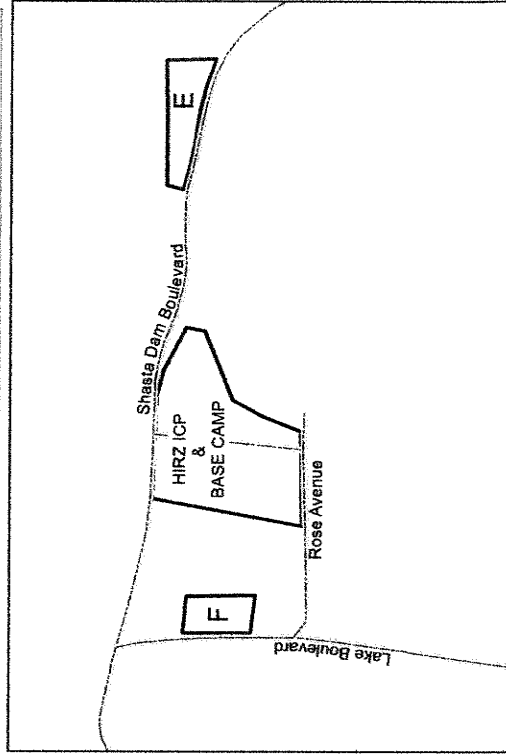 Shasta Dam Boulevard
E
HIRZ ICP
&
BASE CAMP
F
Rose Avenue
Lake Boulevard